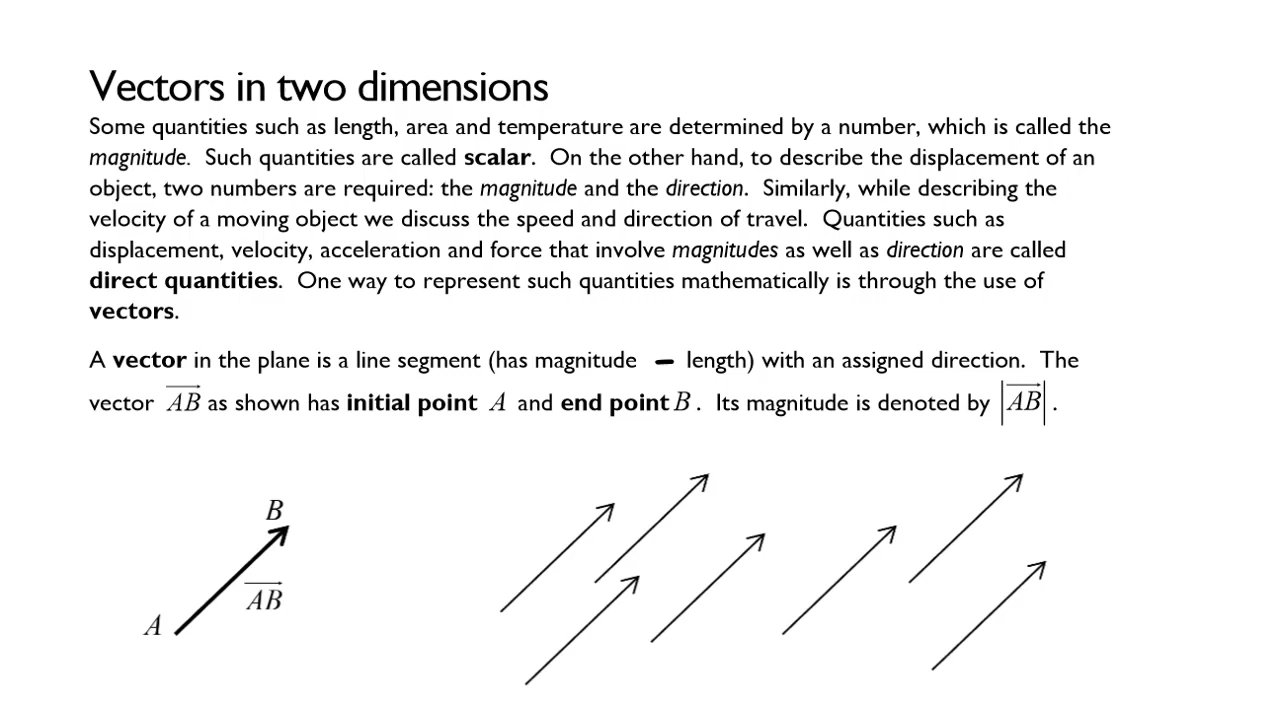 Vectors in two dimensions
Some quantities such as length, area and temperature are determined by a number, which is called the
magnitude. Such quantities are called scalar. On the other hand, to describe the displacement of an
object, two numbers are required: the magnitude and the direction. Similarly, while describing the
velocity of a moving object we discuss the speed and direction of travel. Quantities such as
displacement, velocity, acceleration and force that involve magnitudes as well as direction are called
direct quantities. One way to represent such quantities mathematically is through the use of
vectors.
A vector in the plane is a line segment (has magnitude – length) with an assigned direction. The
vector $\overrightarrow{AB}$ as shown has initial point A and end point B. Its magnitude is denoted by $|\overrightarrow{AB}|$.
B
$\overrightarrow{AB}$
A